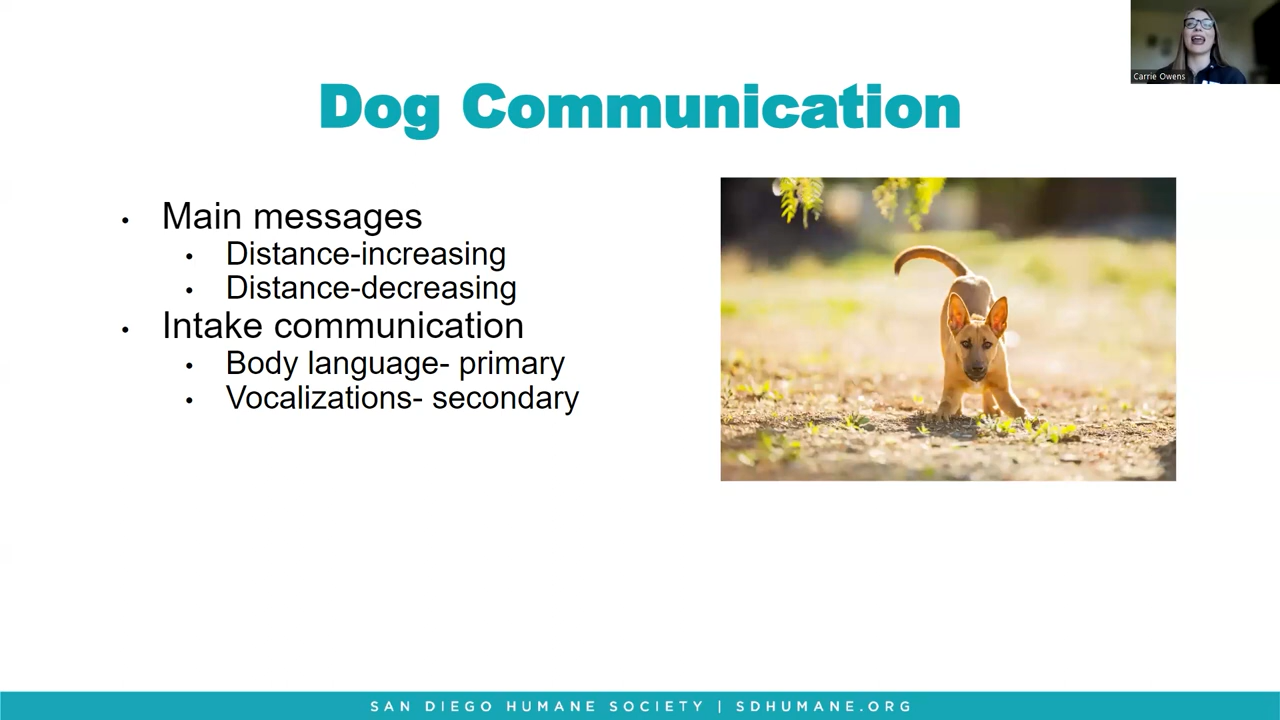 Carrie Owens
Dog Communication
• Main messages
• Distance-increasing
• Distance-decreasing
• Intake communication
• Body language- primary
• Vocalizations- secondary
SAN DIEGO HUMANE SOCIETY | SDHUMANE.ORG